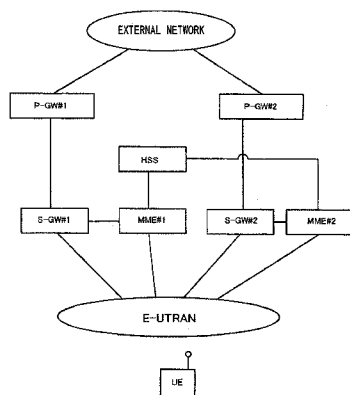 EXTERNAL NETWORK
P-GW#1
P-GW#2
HSS
S-GW#1
MME#1
S-GW#2
MME#2
E-UTRAN
UE